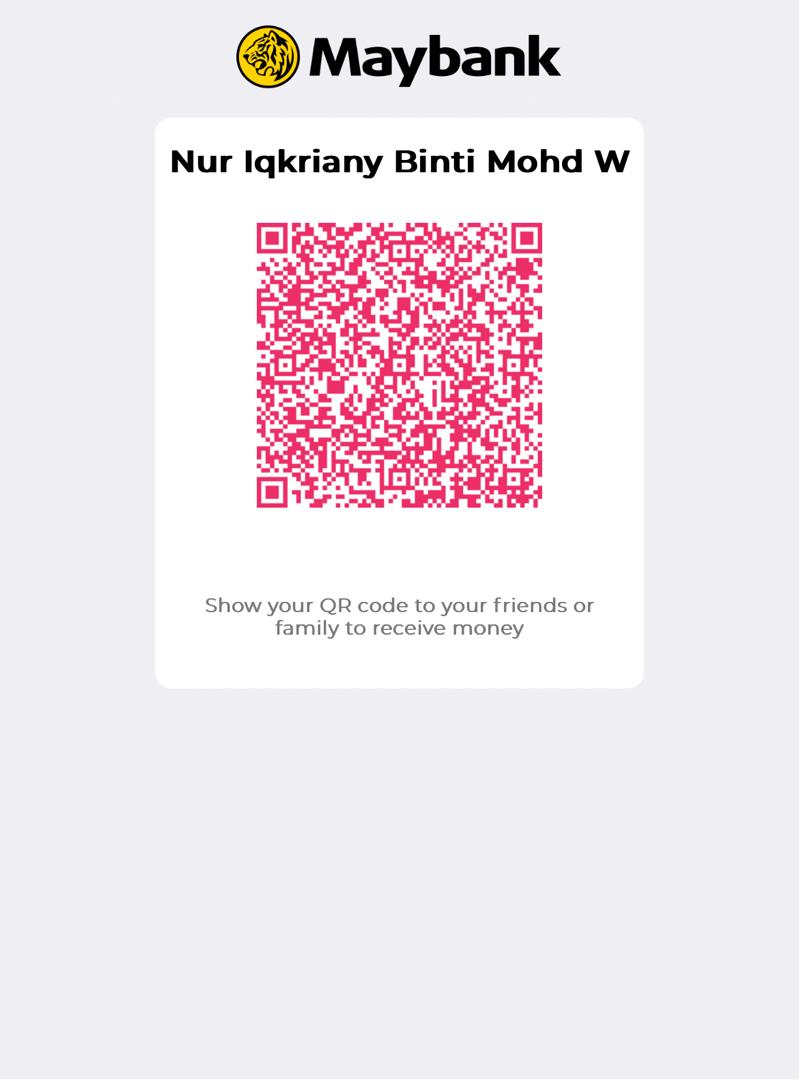 Maybank
Nur Iqkriany Binti Mohd W
Show your QR code to your friends or
family to receive money